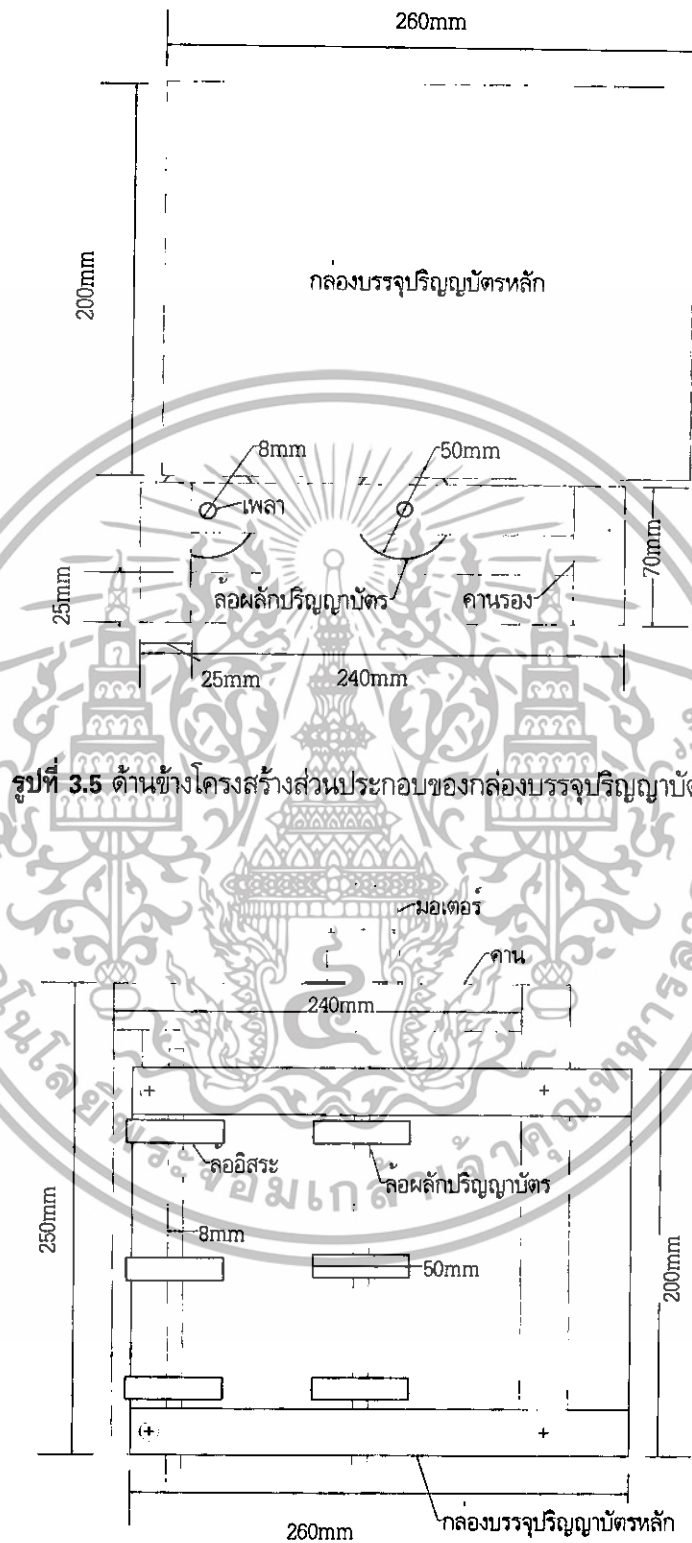 260mm
200mm
กล่องบรรจุปริญญบัตรหลัก
8mm
50mm
เพลา
25mm
ล้อผลักปริญญาบัตร
คานรอง
70mm
25mm
240mm
รูปที่ 3.5 ด้านข้างโครงสร้างส่วนประกอบของกล่องบรรจุปริญญาบัต
มอเตอร์
คาน
240mm
ล้ออิสระ
ล้อผลักปริญญาบัตร
250mm
8mm
50mm
200mm
260mm
กล่องบรรจุปริญญาบัตรหลัก